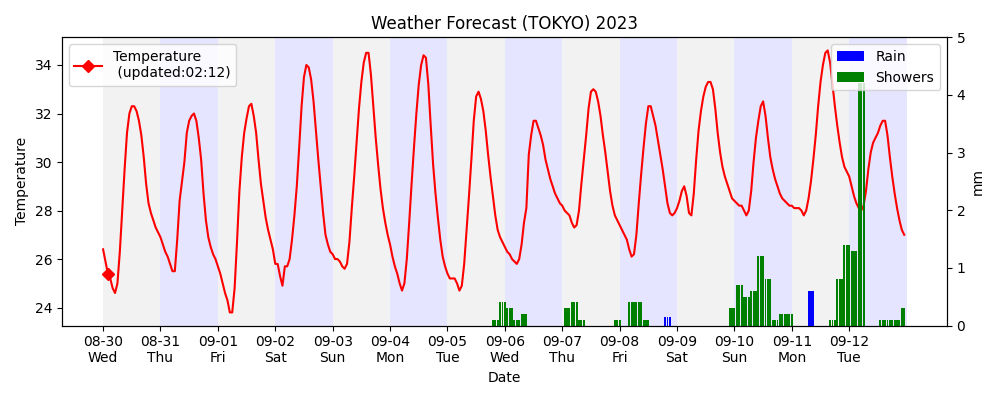 Weather Forecast (TOKYO) 2023
Temperature
(updated:02:12)
Rain
Showers
Temperature
34
32
30
28
26
24
mm
5
4
3
2
1
0
08-30 08-31 09-01 09-02 09-03 09-04 09-05 09-06 09-07 09-08 09-09 09-10 09-11 09-12
Wed Thu Fri Sat Sun Mon Tue Wed Thu Fri Sat Sun Mon Tue
Date